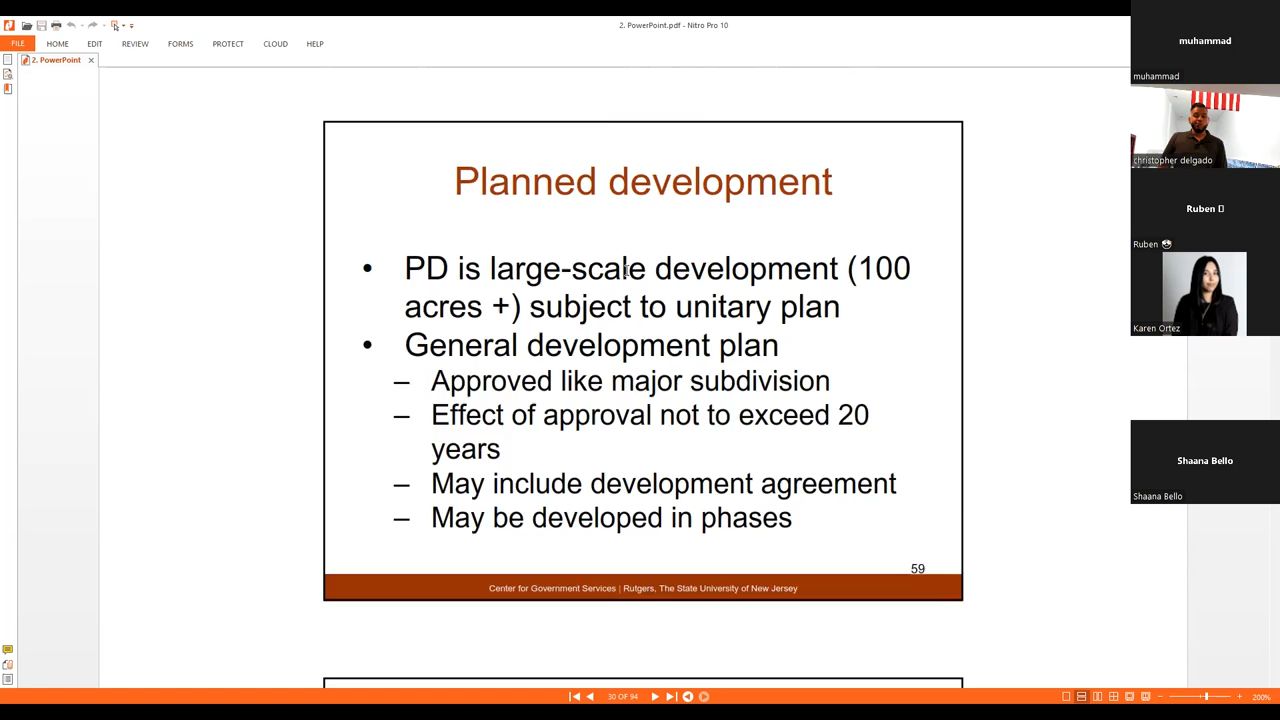 2. PowerPoint.pdf - Nitro Pro 10
FILE HOME EDIT REVIEW FORMS PROTECT CLOUD HELP
2. PowerPoint
Planned development
• PD is large-scale development (100
acres +) subject to unitary plan
• General development plan
– Approved like major subdivision
– Effect of approval not to exceed 20
years
– May include development agreement
– May be developed in phases
59
Center for Government Services | Rutgers, The State University of New Jersey
30 OF 94
200%
muhammad
muhammad
christopher delgado
Ruben
Ruben
Karen Ortez
Shaana Bello
Shaana Bello